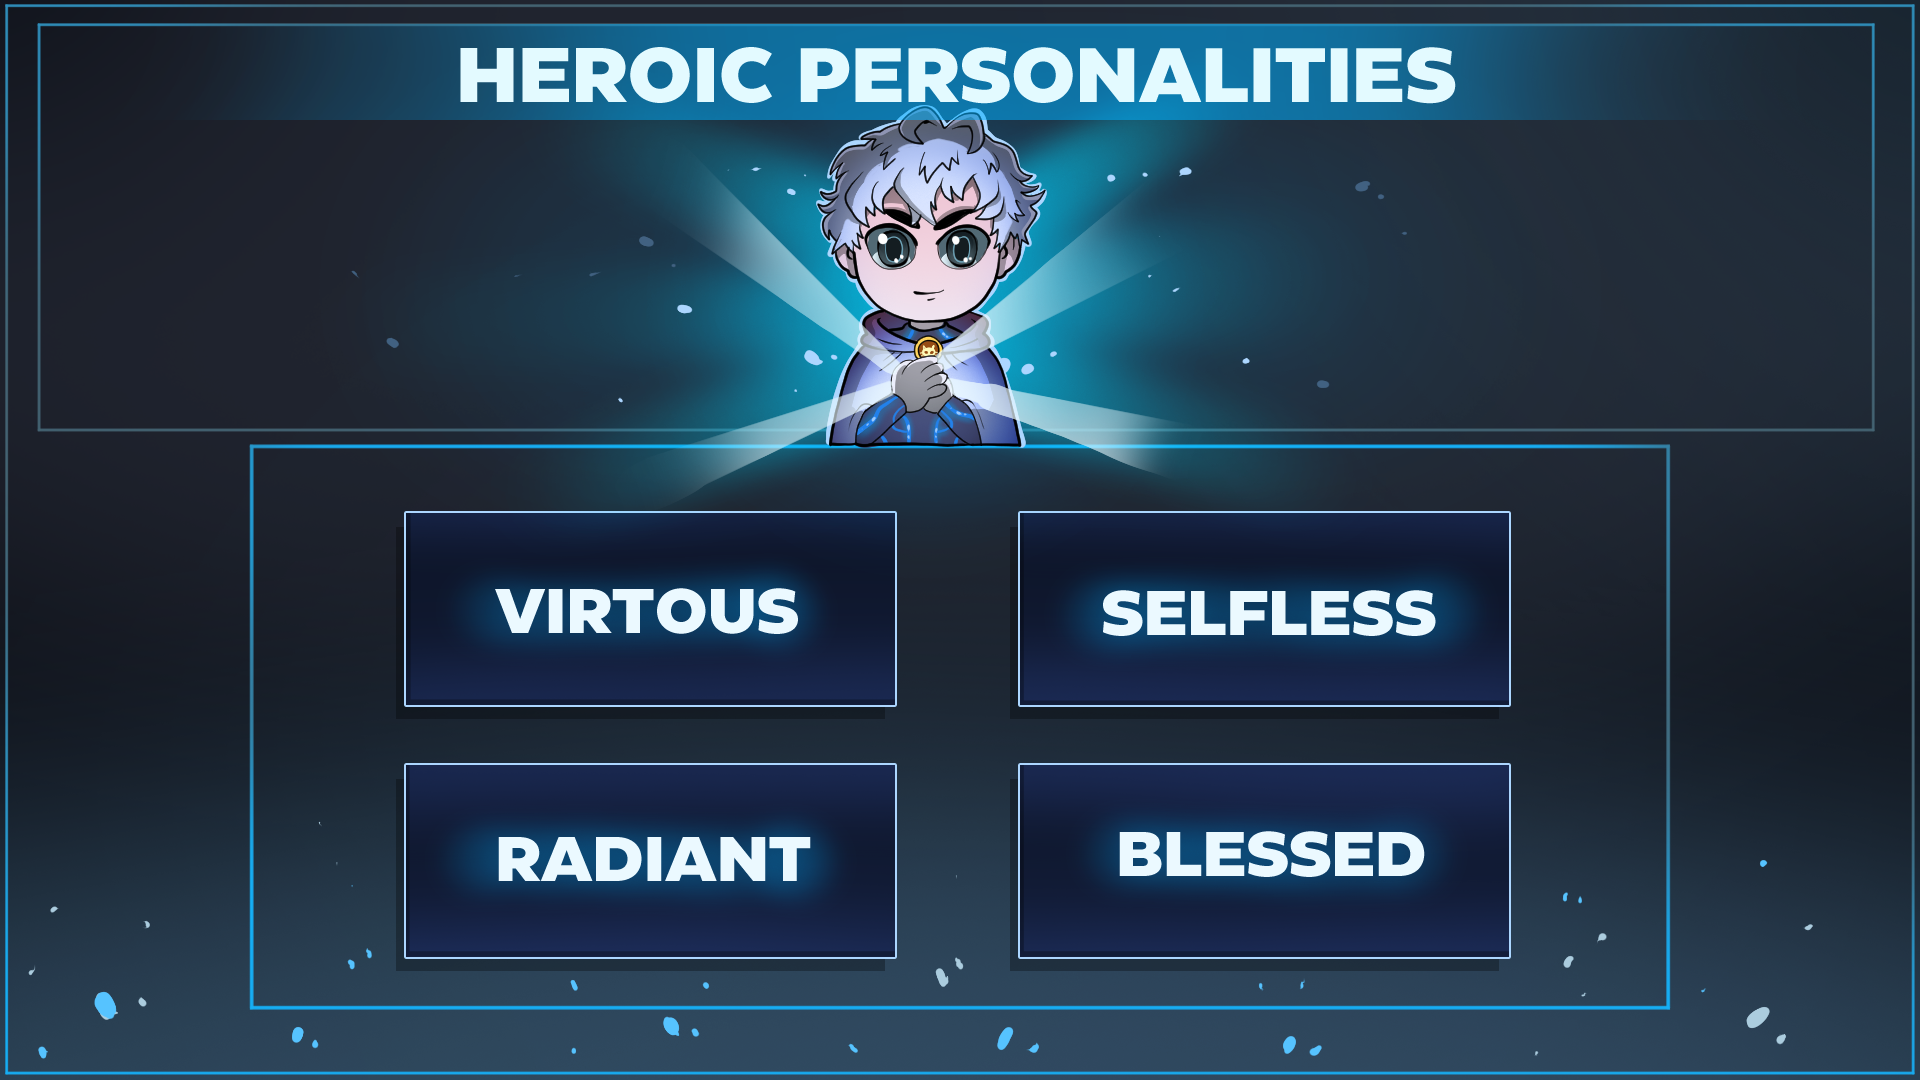 HEROIC PERSONALITIES
VIRTOUS
SELFLESS
RADIANT
BLESSED